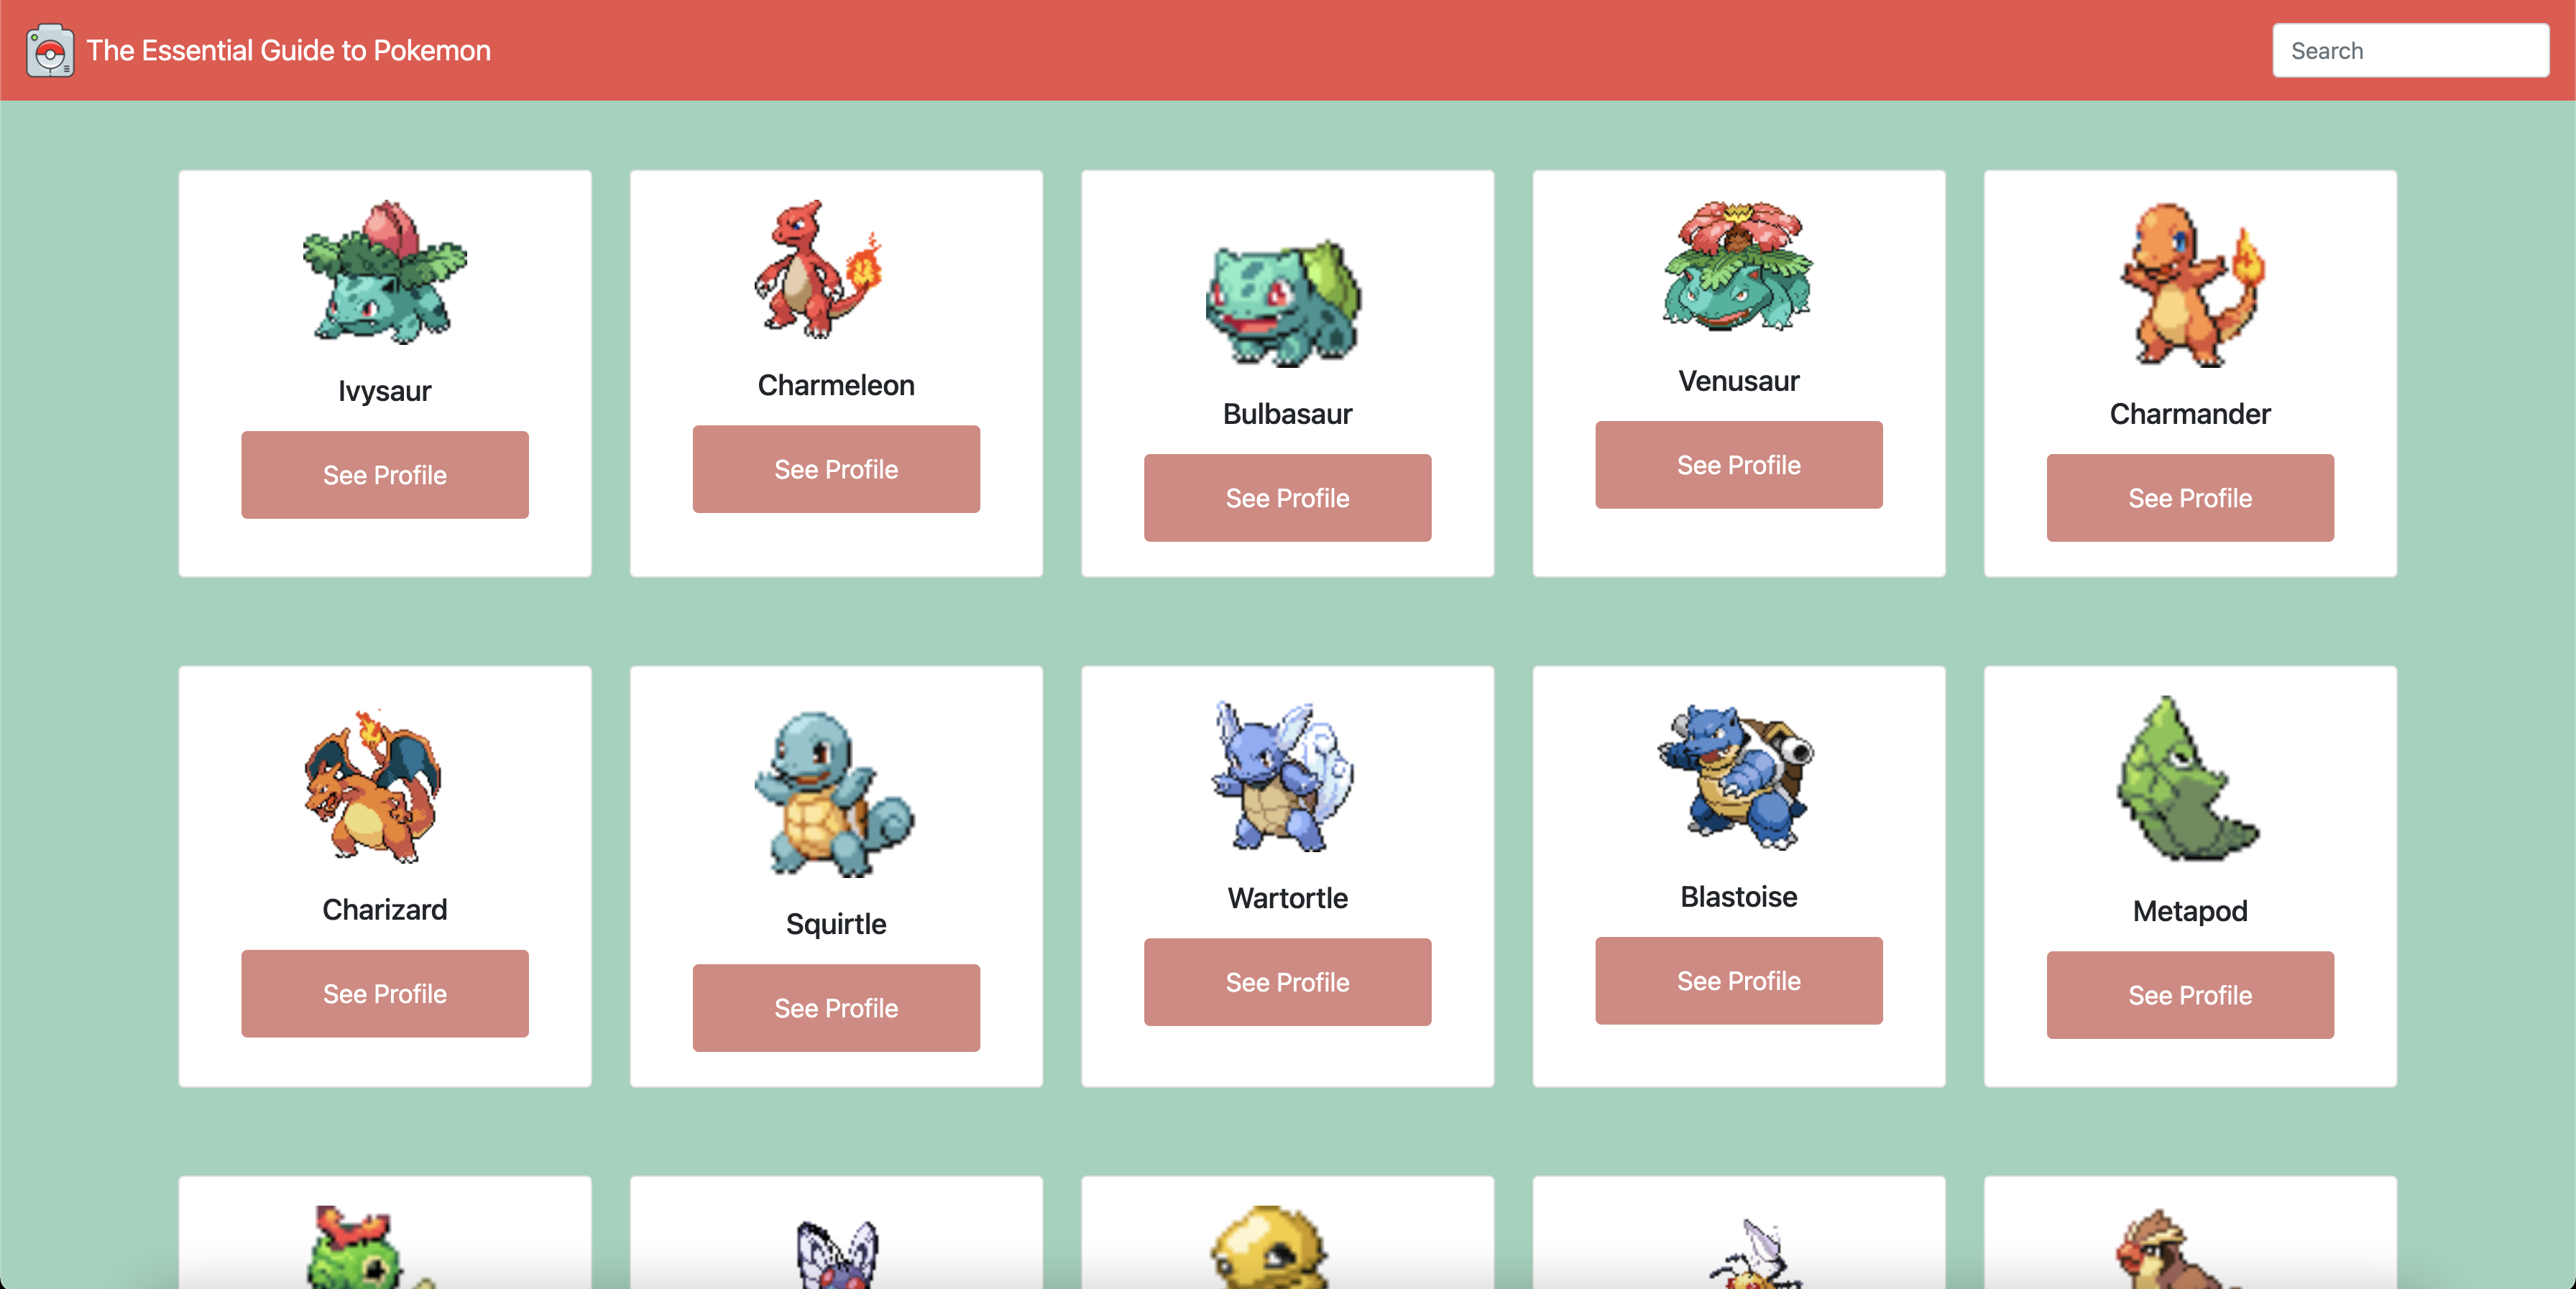 The Essential Guide to Pokemon
Search
Ivysaur
See Profile
Charmeleon
See Profile
Bulbasaur
See Profile
Venusaur
See Profile
Charmander
See Profile
Charizard
See Profile
Squirtle
See Profile
Wartortle
See Profile
Blastoise
See Profile
Metapod
See Profile